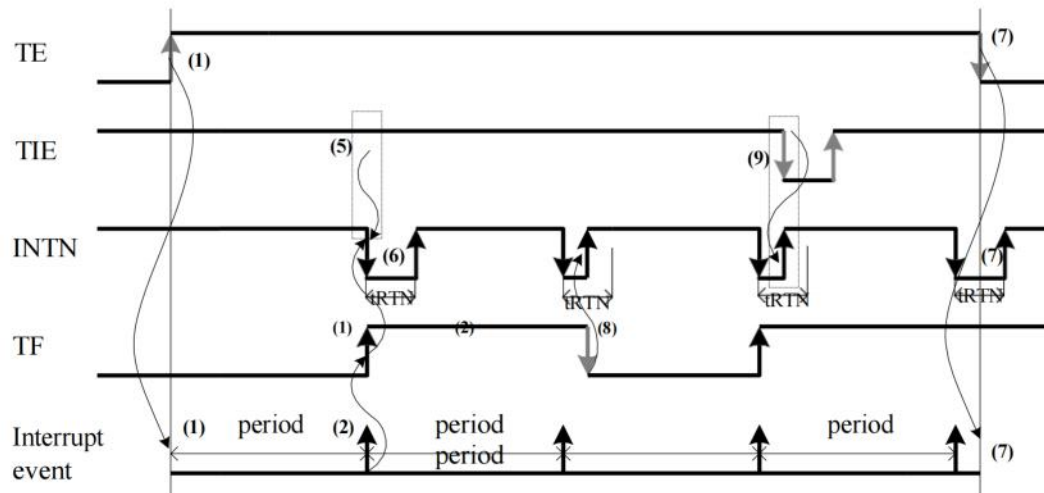 TE
(1)
(7)
TIE
(5)
(9)
INTN
(6)
(7)
tRTN
tRTN
tRTN
tRTN
(1)
(2)
(8)
TF
(1)
period
(2)
period
period
period
(7)
Interrupt
event